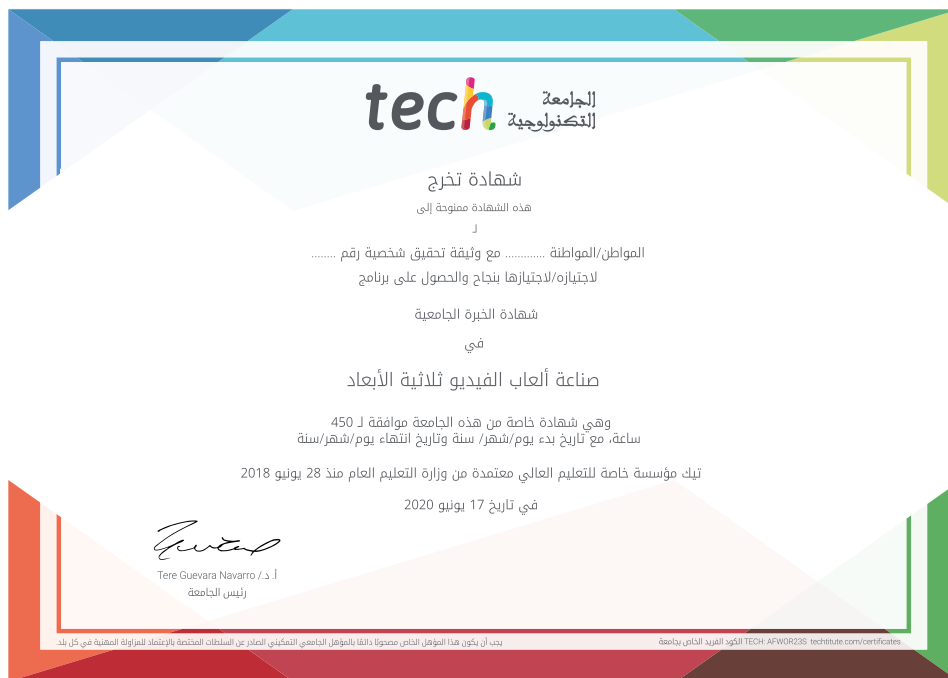 tech الجامعة
التكنولوجية
شهادة تخرج
هذه الشهادة ممنوحة إلى
لـ
المواطن/المواطنة ............ مع وثيقة تحقيق شخصية رقم ........
لاجتيازه/لاجتيازها بنجاح والحصول على برنامج
شهادة الخبرة الجامعية
في
صناعة ألعاب الفيديو ثلاثية الأبعاد
وهي شهادة خاصة من هذه الجامعة موافقة لـ 450
ساعة، مع تاريخ بدء يوم/شهر/ سنة وتاريخ انتهاء يوم/شهر/سنة
تيك مؤسسة خاصة للتعليم العالي معتمدة من وزارة التعليم العام منذ 28 يونيو 2018
في تاريخ 17 يونيو 2020
أ. د./ Tere Guevara Navarro
رئيس الجامعة
الكود الفريد الخاص بجامعة TECH: AFWOR23S techtitute.com/certificates
يجب أن يكون هذا المؤهل الخاص مصحوبًا دائمًا بالمؤهل الجامعي التمكيني الصادر عن السلطات المختصة بالإعتماد للمزاولة المهنية في كل بلد.